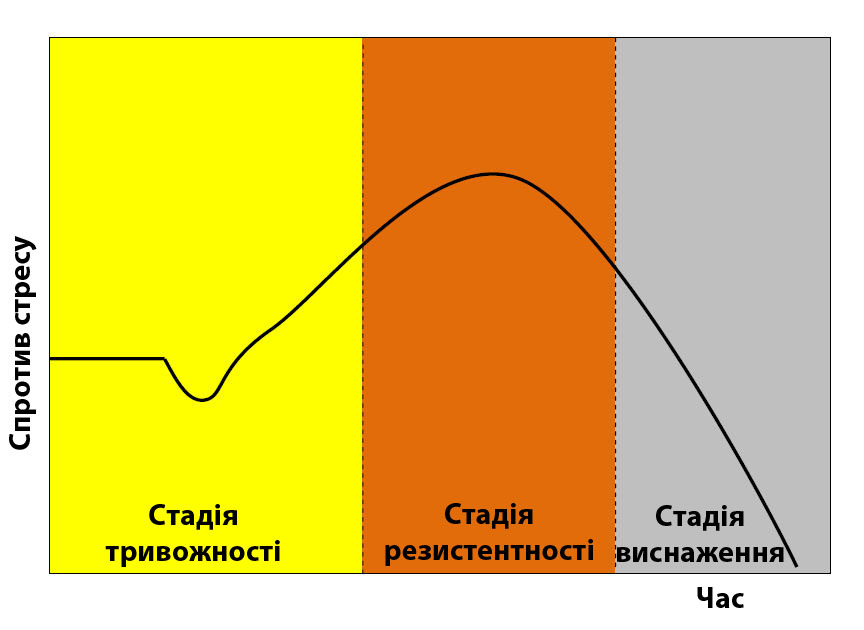 Спротив стресу
Стадія
тривожності
Стадія
резистентності
Стадія
виснаження
Час